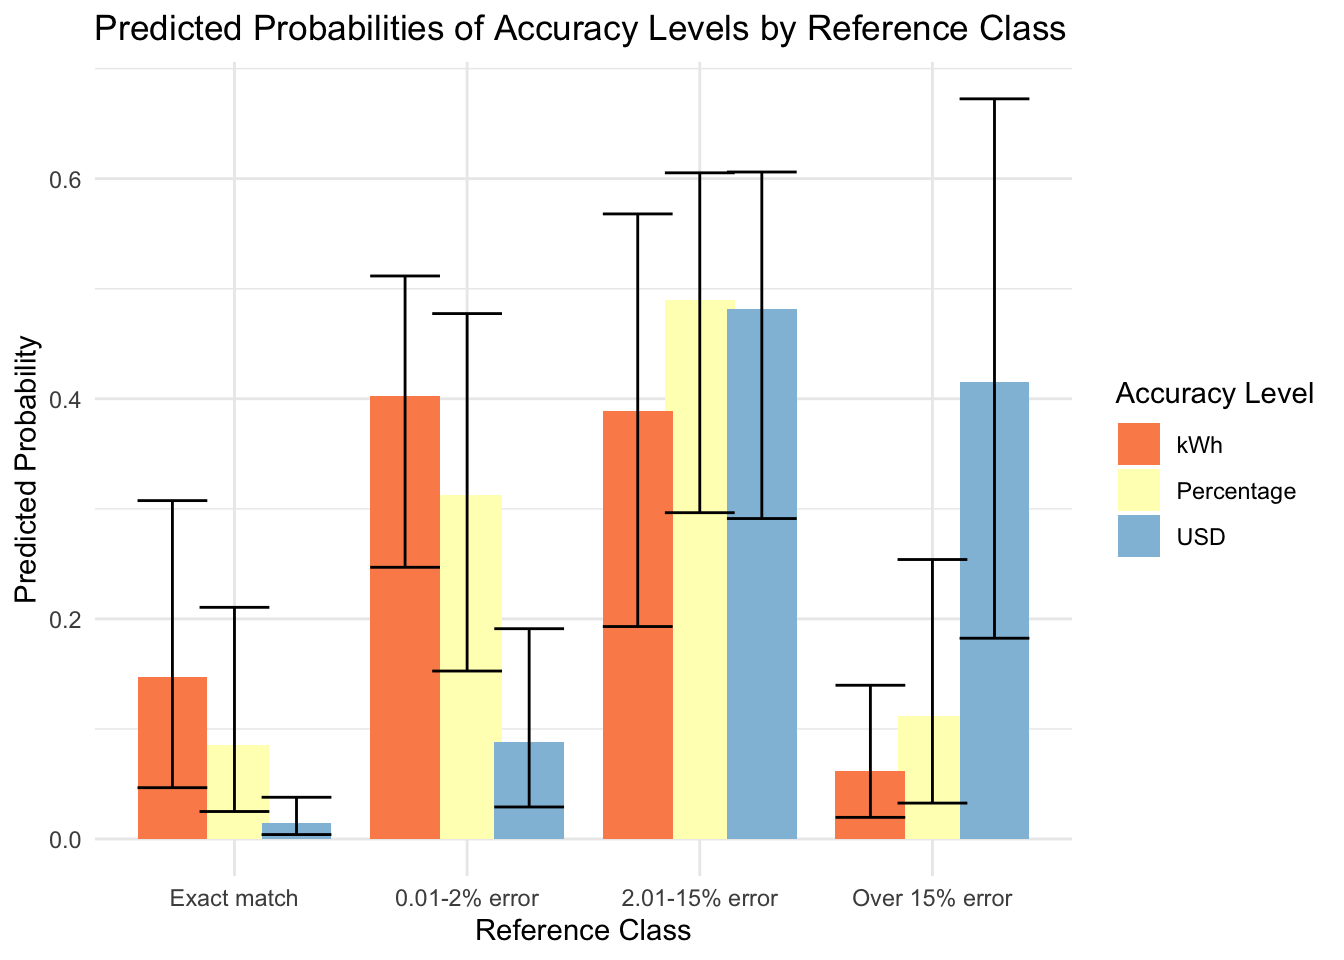 Predicted Probabilities of Accuracy Levels by Reference Class
Predicted Probability
0.6
0.4
0.2
0.0
Exact match
0.01-2% error
2.01-15% error
Over 15% error
Reference Class
Accuracy Level
kWh
Percentage
USD